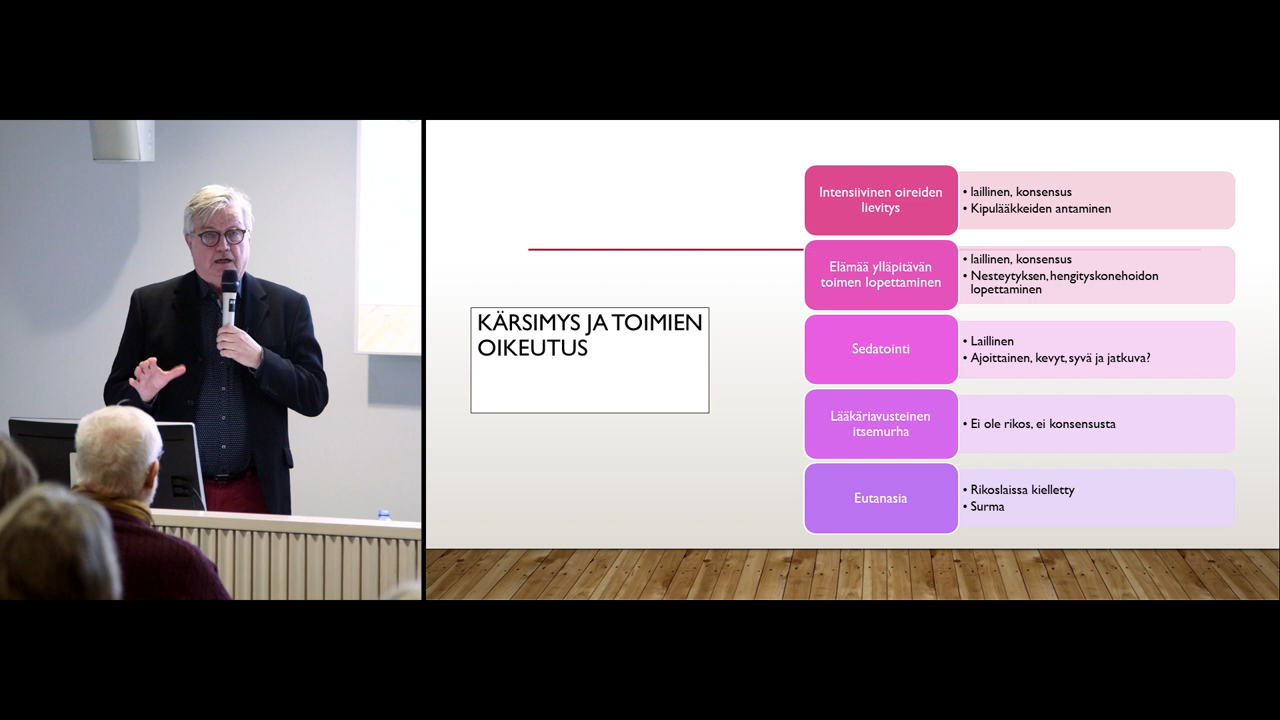 KÄRSIMYS JA TOIMIEN
OIKEUTUS
Intensiivinen oireiden
lievitys
• laillinen, konsensus
• Kipulääkkeiden antaminen
Elämää ylläpitävän
toimen lopettaminen
• laillinen, konsensus
• Nesteytyksen, hengityskonehoidon
lopettaminen
Sedatointi
• Laillinen
• Ajoittainen, kevyt, syvä ja jatkuva?
Lääkäriavusteinen
itsemurha
• Ei ole rikos, ei konsensusta
Eutanasia
• Rikoslaissa kielletty
• Surma